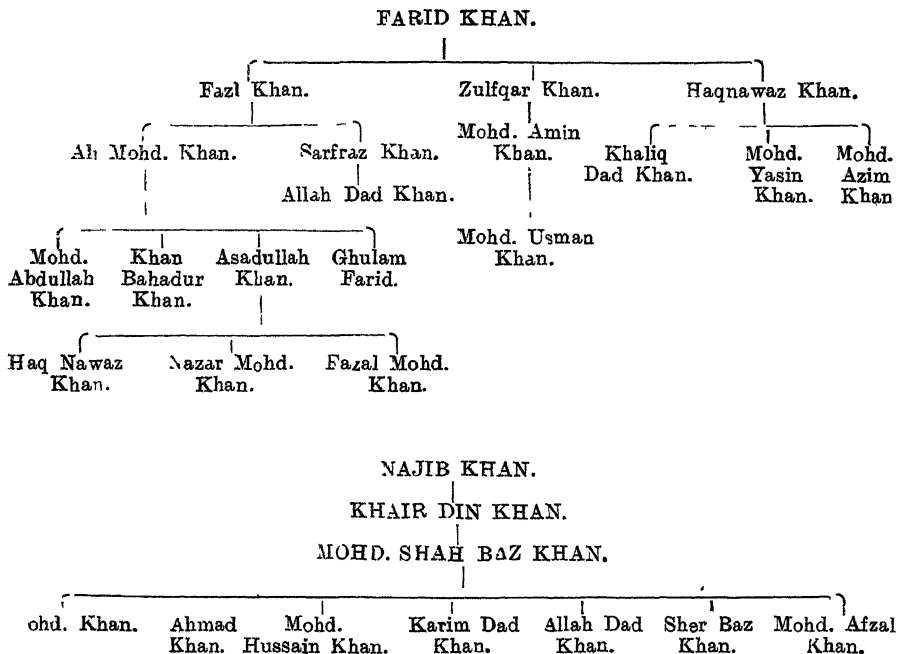 FARID KHAN.
Fazl Khan. Zulfqar Khan. Haqnawaz Khan.
Mohd. Amin
Ali Mohd. Khan. Sarfraz Khan. Khan. Khaliq Mohd. Mohd.
Dad Khan. Yasin Azim
Allah Dad Khan. Khan. Khan
Mohd. Usman
Mohd. Khan Asadullah Ghulam Khan.
Abdullah Bahadur Khan. Farid.
Khan. Khan.
Haq Nawaz Nazar Mohd. Fazal Mohd.
Khan. Khan. Khan.
NAJIB KHAN.
KHAIR DIN KHAN.
MOHD. SHAH BAZ KHAN.
ohd. Khan. Ahmad Mohd. Karim Dad Allah Dad Sher Baz Mohd. Afzal
Khan. Hussain Khan. Khan. Khan. Khan. Khan.